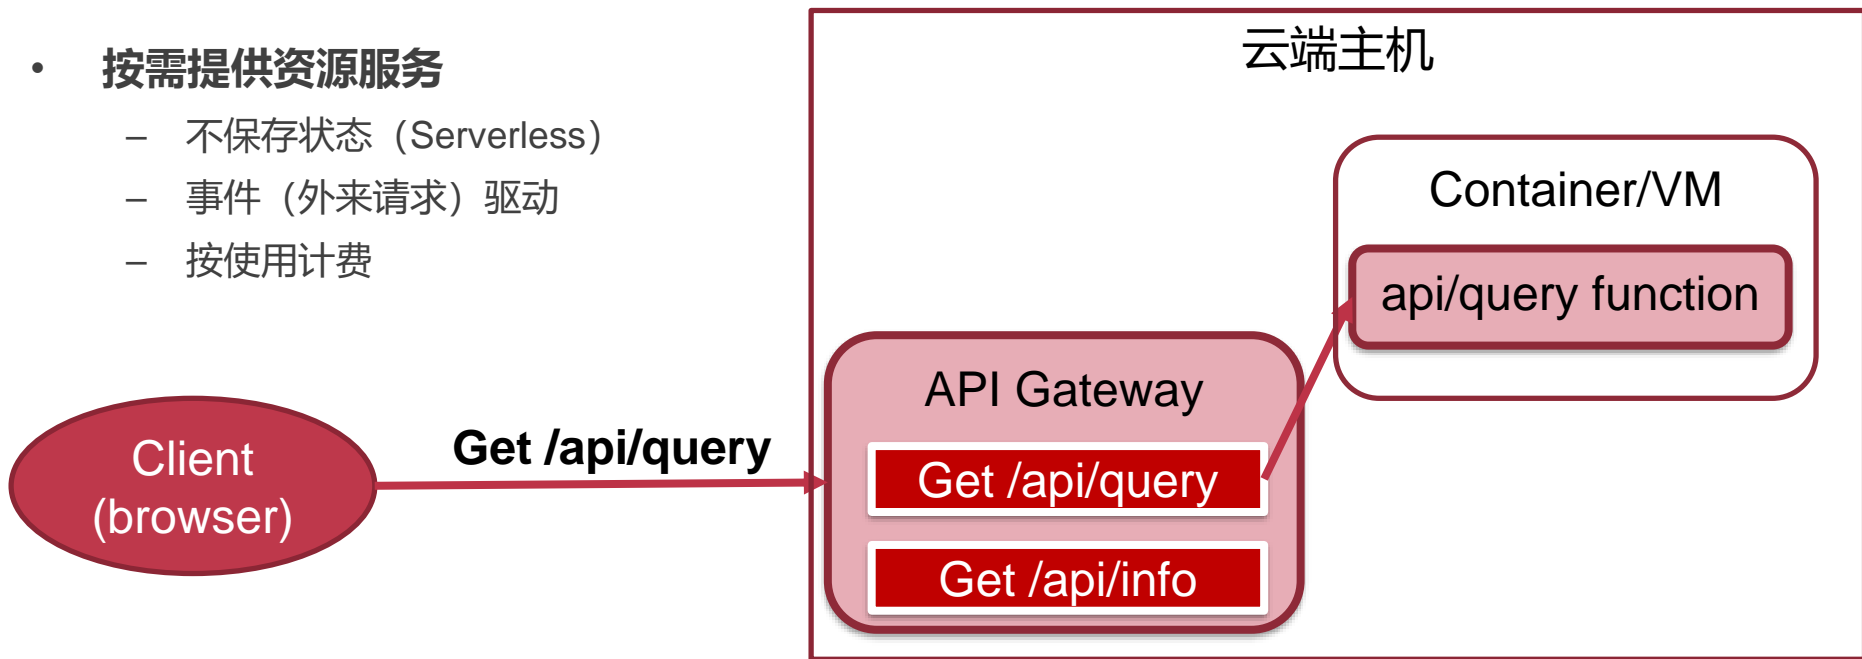 • 按需提供资源服务
– 不保存状态（Serverless）
– 事件（外来请求）驱动
– 按使用计费
云端主机
Container/VM
api/query function
API Gateway
Get /api/query
Get /api/info
Get /api/query
Client
(browser)